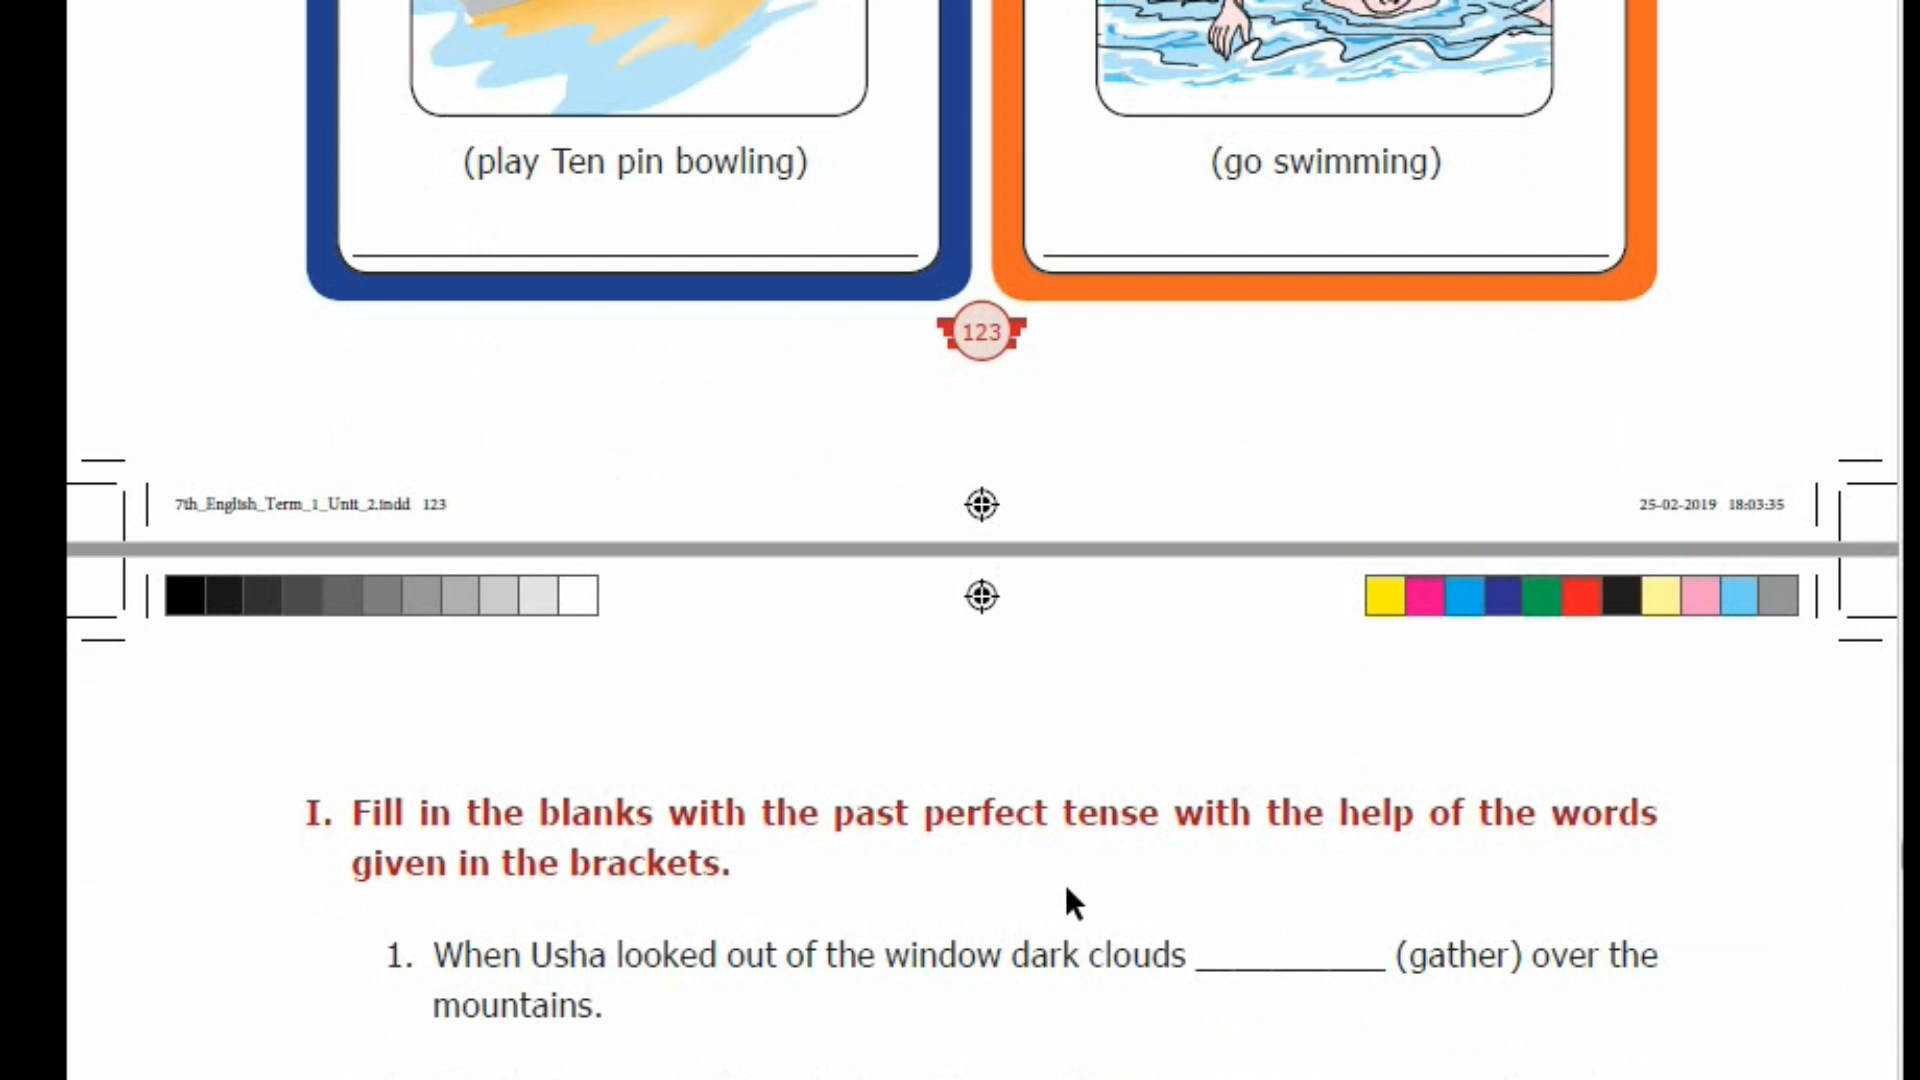 (play Ten pin bowling)
(go swimming)
123
7th_English_Term_1_Unit_2.indd 123
25-02-2019 18:03:35
I. Fill in the blanks with the past perfect tense with the help of the words
given in the brackets.
1. When Usha looked out of the window dark clouds __________ (gather) over the
mountains.